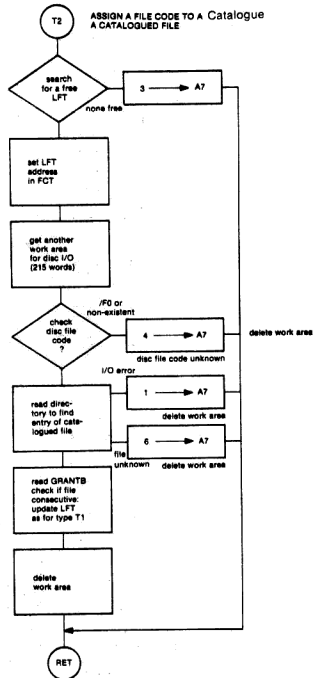 T2
ASSIGN A FILE CODE TO A Catalogue
A CATALOGUED FILE
search
for a free
LFT
none free
3 → A7
set LFT
address
in FCT
get another
work area
for disc I/O
(215 words)
/F0 or
non-existent
check
disc file
code
?
4 → A7
delete work area
disc file code unknown
I/O error
read direc-
tory to find
entry of cata-
logued file
1 → A7
delete work area
6 → A7
file
unknown
delete work area
read GRANTB
check if file
consecutive:
update LFT
as for type T1
delete
work area
RET